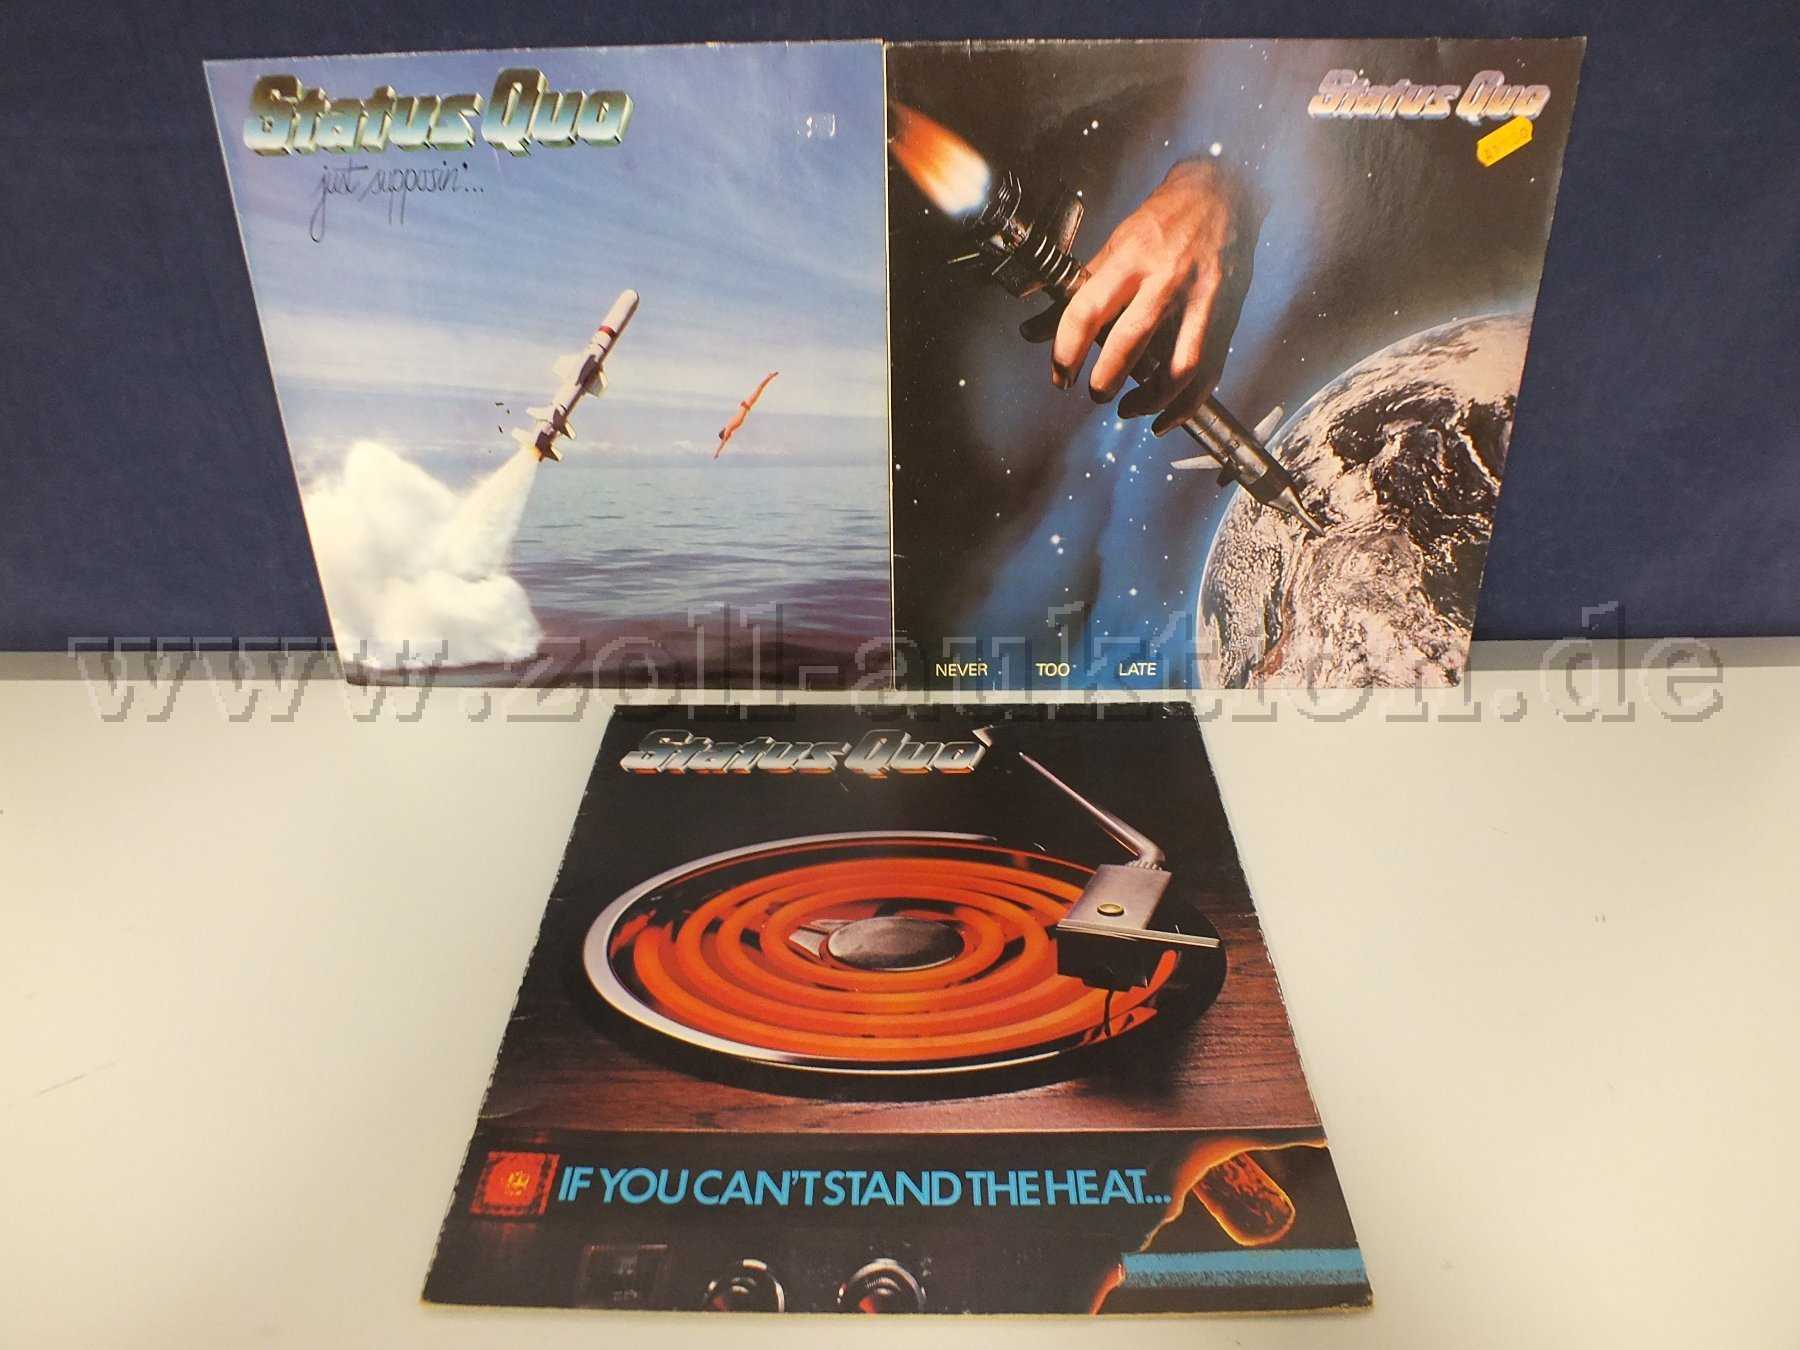 Status Quo
just supposin'...
Status Quo
NEVER TOO LATE
www.zoll-auktion.de
Status Quo
IF YOU CAN'T STAND THE HEAT...